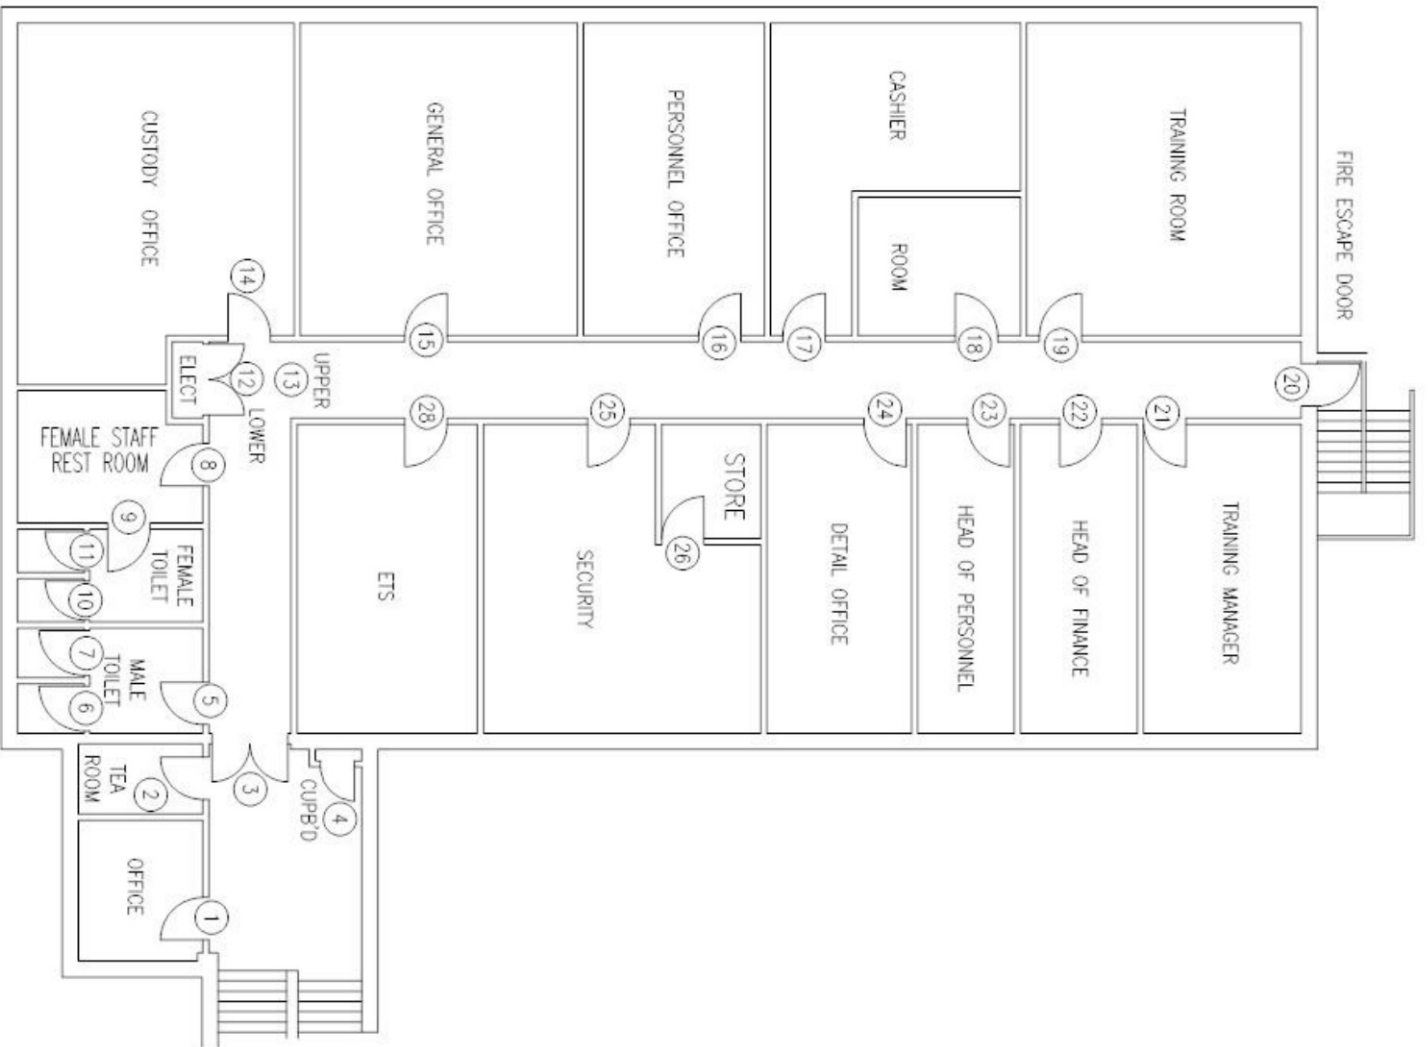 FIRE ESCAPE DOOR
TRAINING ROOM
CASHIER
ROOM
PERSONNEL OFFICE
GENERAL OFFICE
CUSTODY OFFICE
14
15
16
17
18
19
20
ELECT
12
13
UPPER
LOWER
28
25
24
23
22
21
FEMALE STAFF
REST ROOM
8
9
STORE
26
TRAINING MANAGER
HEAD OF FINANCE
HEAD OF PERSONNEL
DETAIL OFFICE
SECURITY
ETS
FEMALE
TOILET
11
10
MALE
TOILET
7
6
5
3
TEA
ROOM
2
CUPB'D
4
OFFICE
1